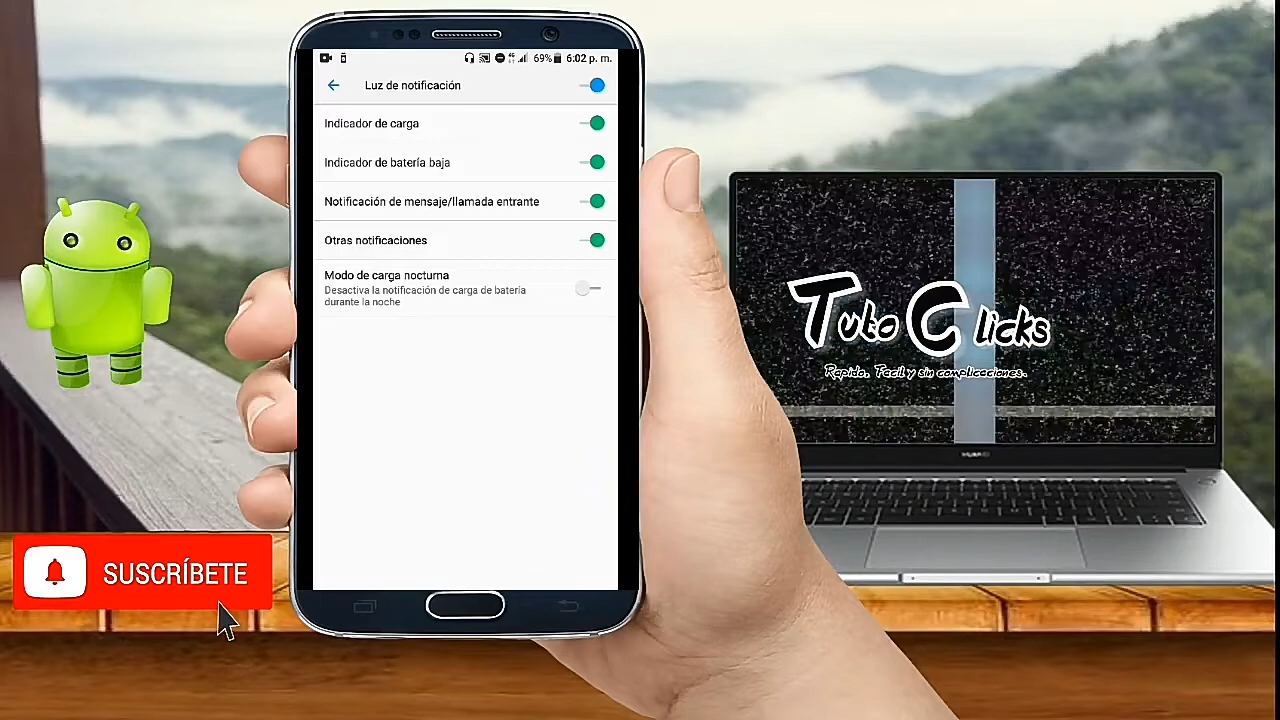 69% 6:02 p. m.
Luz de notificación
Indicador de carga
Indicador de batería baja
Notificación de mensaje/llamada entrante
Otras notificaciones
Modo de carga nocturna
Desactiva la notificación de carga de batería
durante la noche
Tuto Clicks
Rapido. Facil y sin complicaciones.
HUAWEI
SUSCRÍBETE